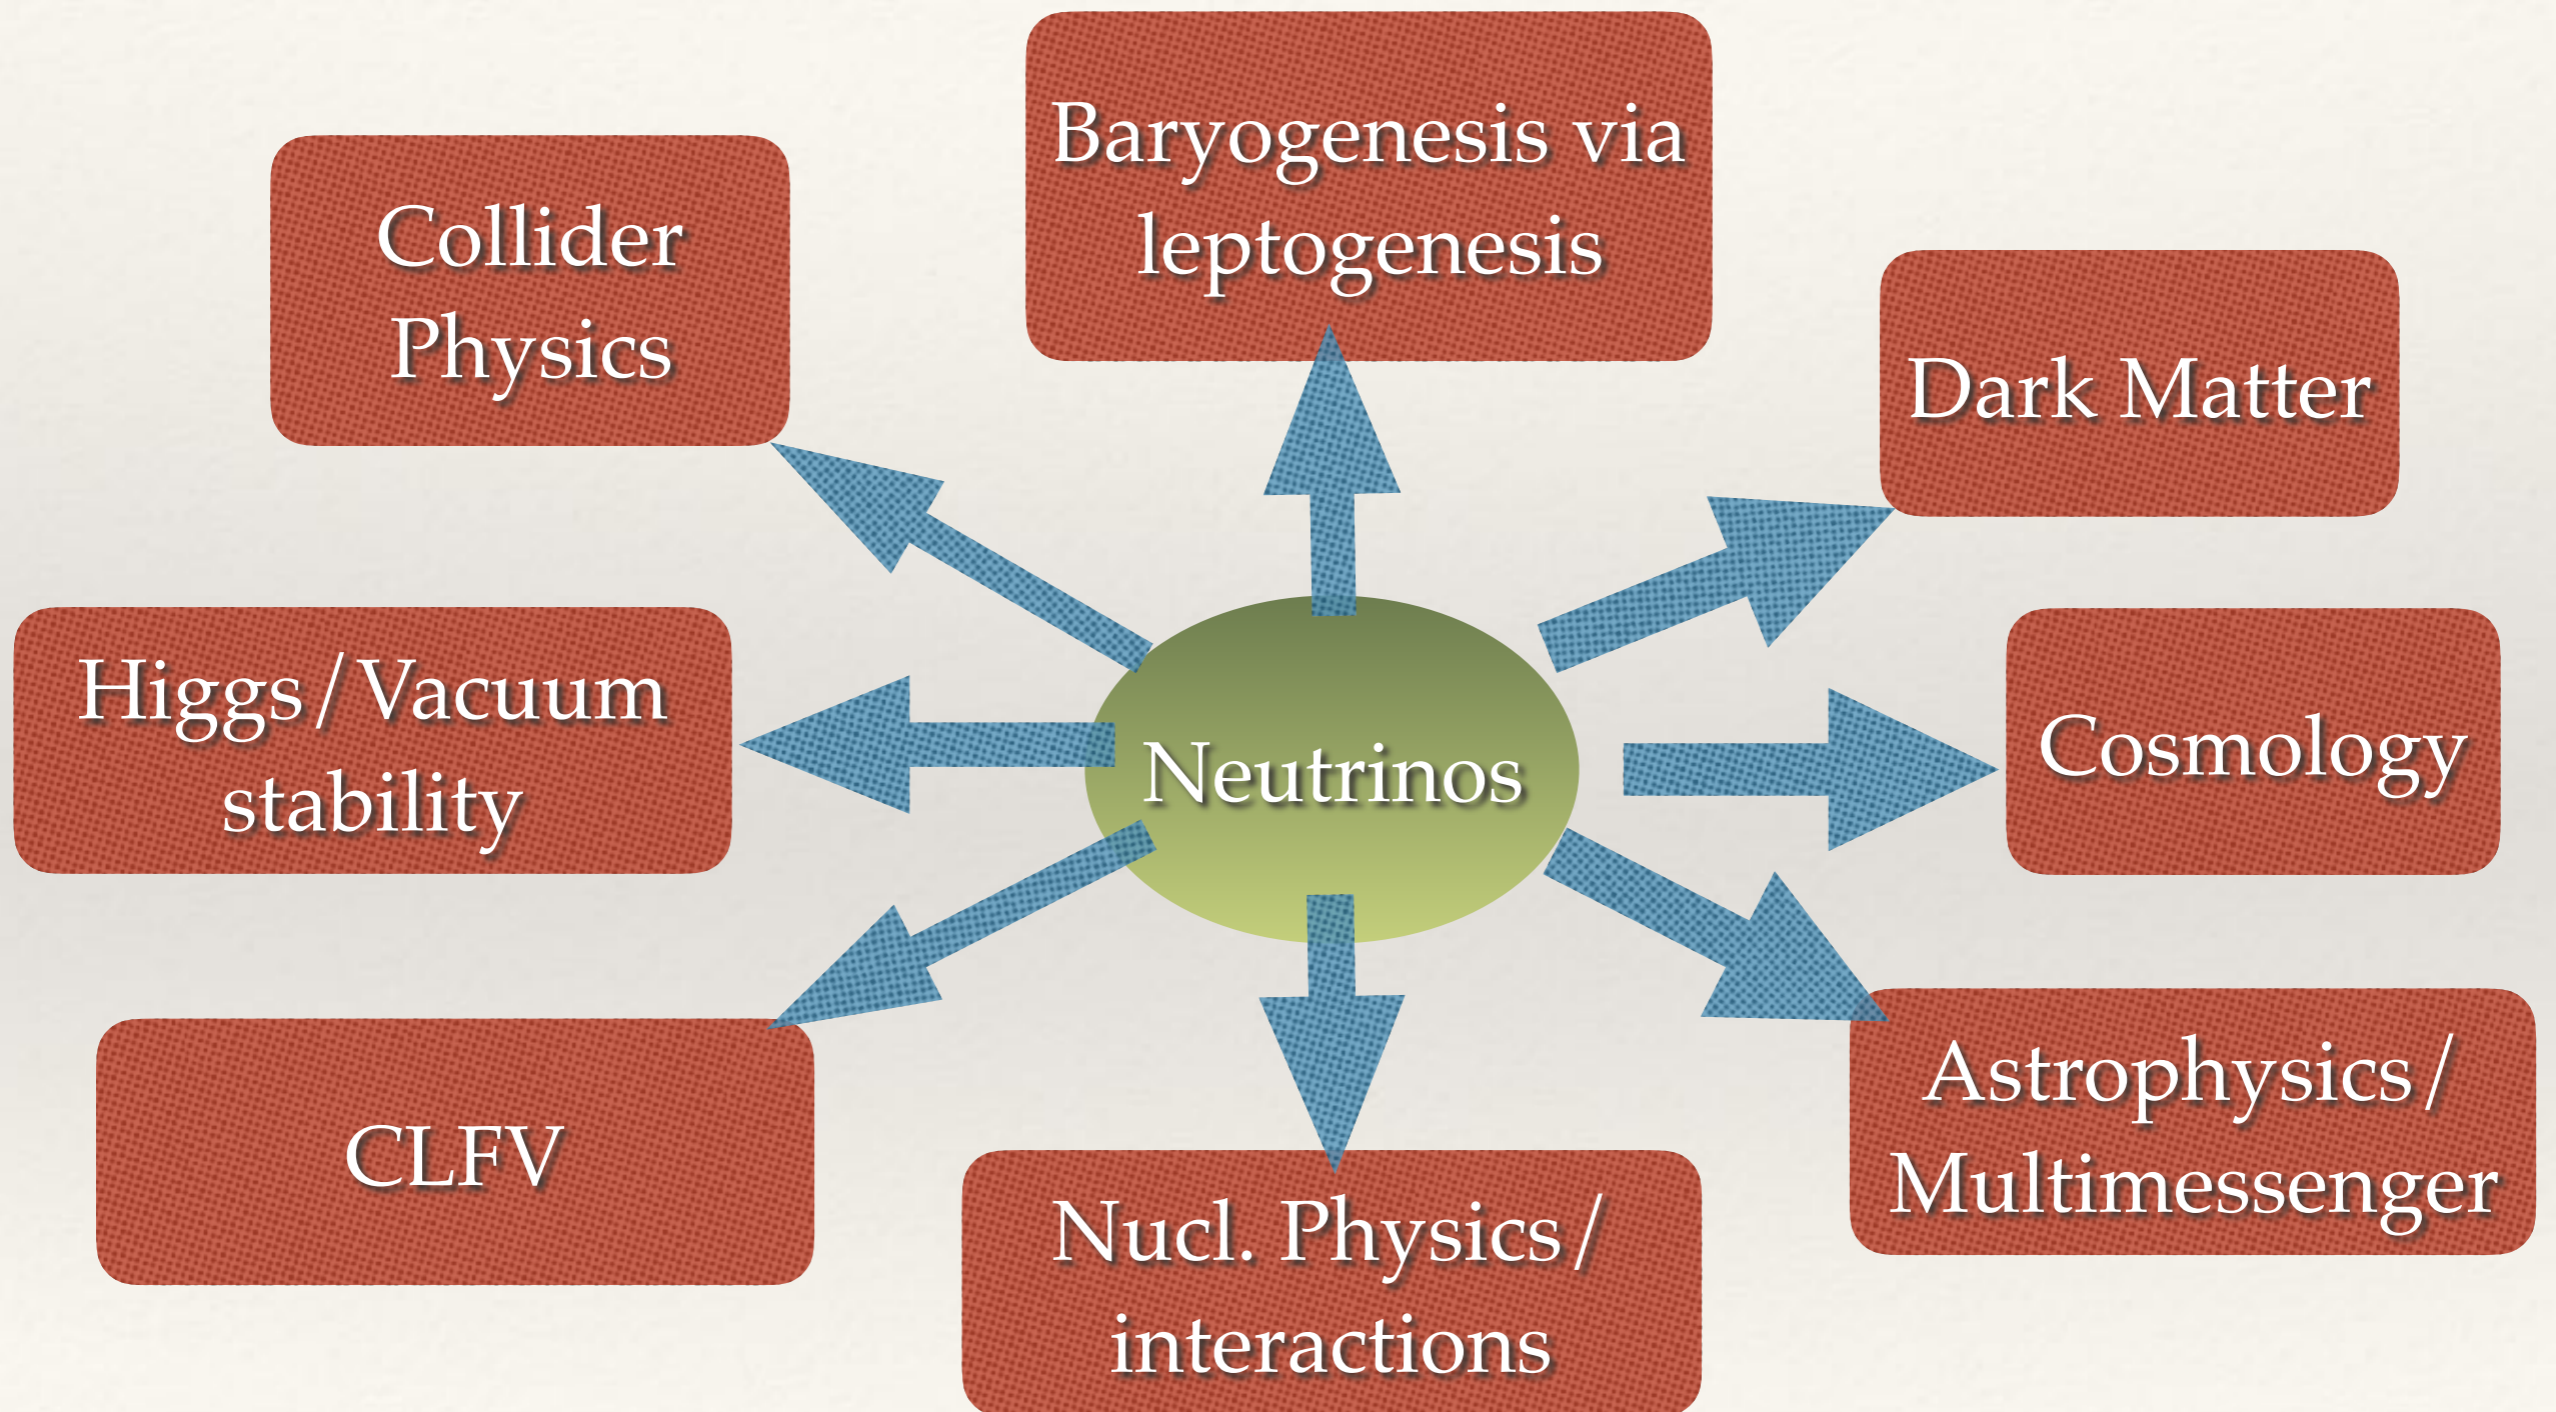 Baryogenesis via
leptogenesis
Collider
Physics
Dark Matter
Higgs/Vacuum
stability
Neutrinos
Cosmology
CLFV
Astrophysics/
Multimessenger
Nucl. Physics/
interactions